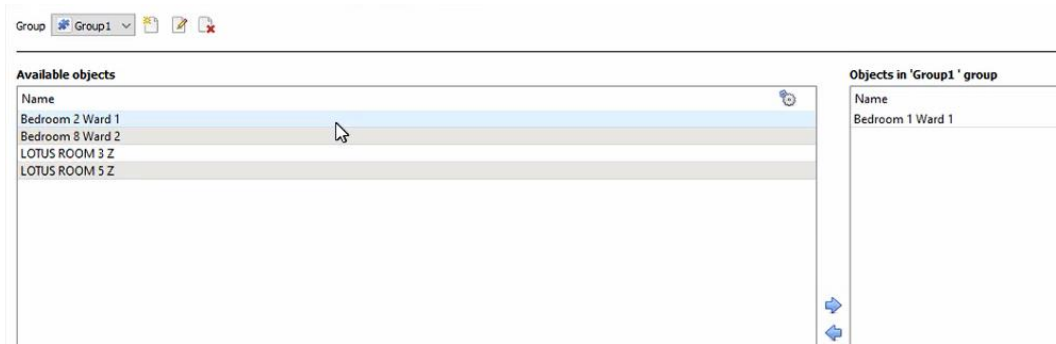 Group Group1
Available objects
Name
Bedroom 2 Ward 1
Bedroom 8 Ward 2
LOTUS ROOM 3 Z
LOTUS ROOM 5 Z
Objects in 'Group1 ' group
Name
Bedroom 1 Ward 1